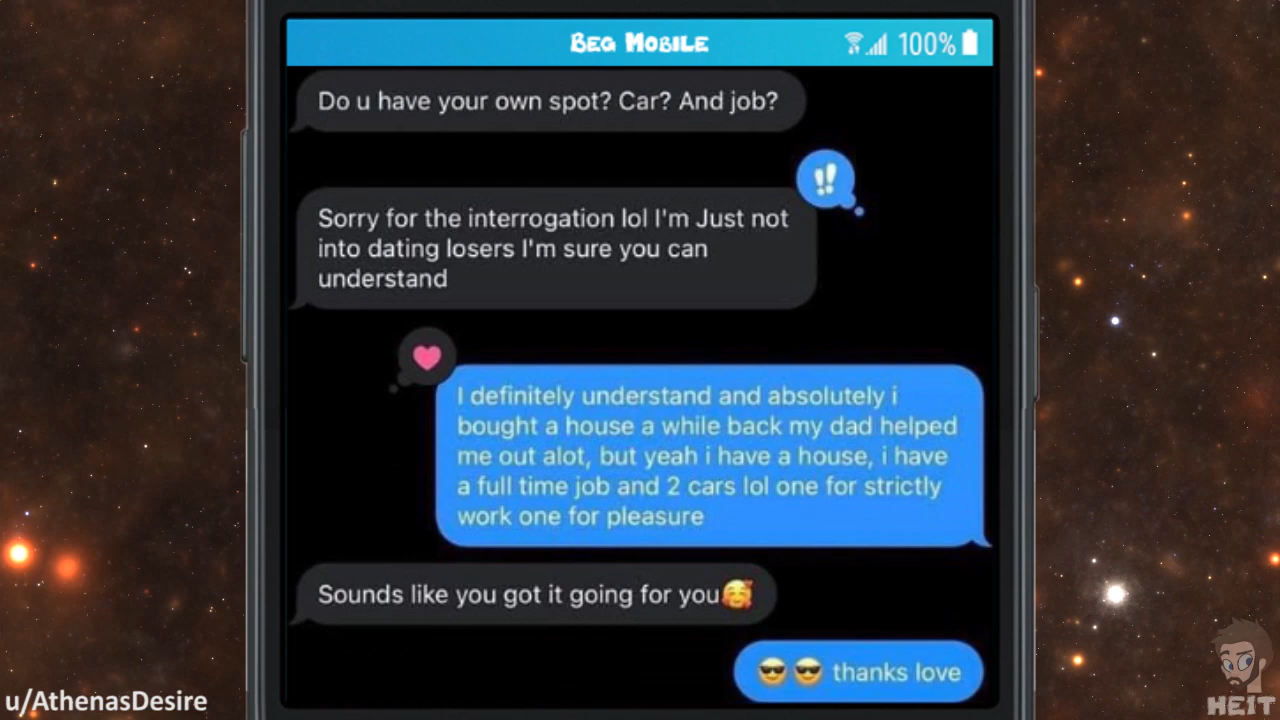 BEG MOBILE
100%
Do u have your own spot? Car? And job?
!!
Sorry for the interrogation lol I'm Just not
into dating losers I'm sure you can
understand
I definitely understand and absolutely i
bought a house a while back my dad helped
me out alot, but yeah i have a house, i have
a full time job and 2 cars lol one for strictly
work one for pleasure
Sounds like you got it going for you🥰
😎😎 thanks love
u/AthenasDesire
HEIT